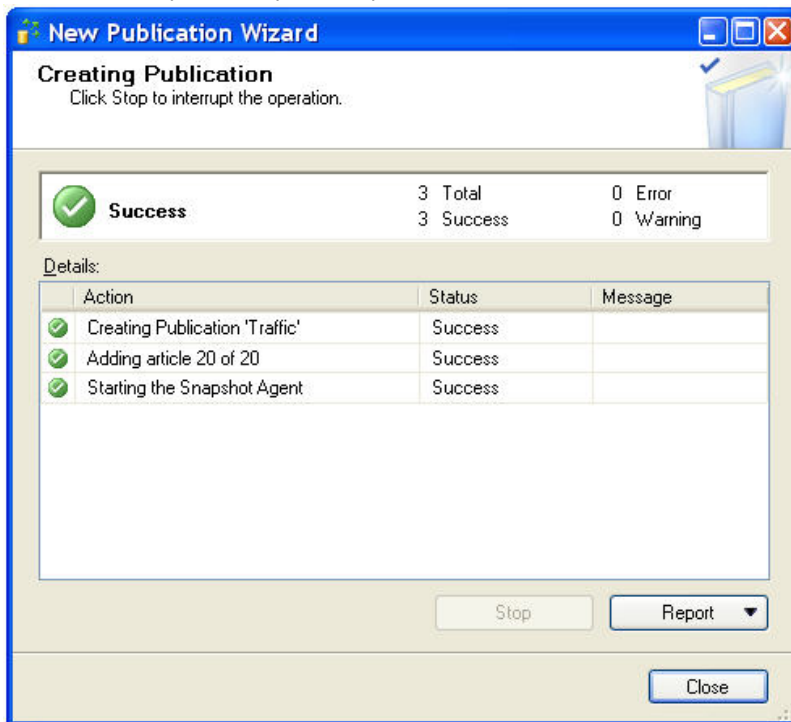 New Publication Wizard
Creating Publication
Click Stop to interrupt the operation.
Success
3 Total 0 Error
3 Success 0 Warning
Details:
Action Status Message
Creating Publication 'Traffic' Success
Adding article 20 of 20 Success
Starting the Snapshot Agent Success
Stop Report
Close